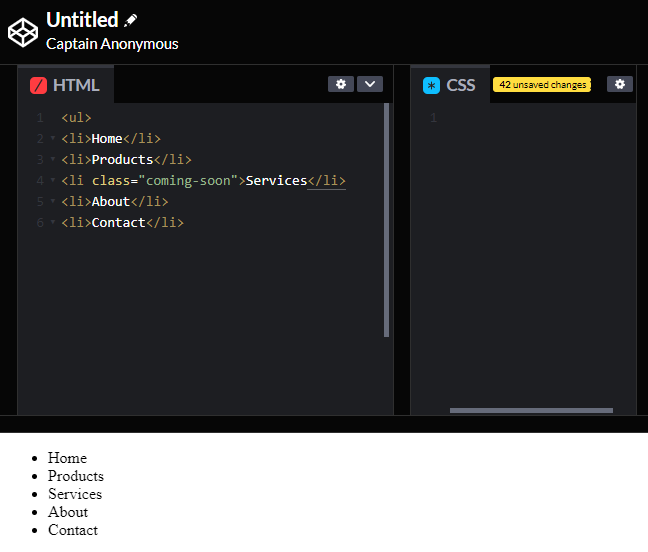 Untitled
Captain Anonymous
HTML
CSS
42 unsaved changes
1 <ul>
2 <li>Home</li>
3 <li>Products</li>
4 <li class="coming-soon">Services</li>
5 <li>About</li>
6 <li>Contact</li>
1
Home
Products
Services
About
Contact